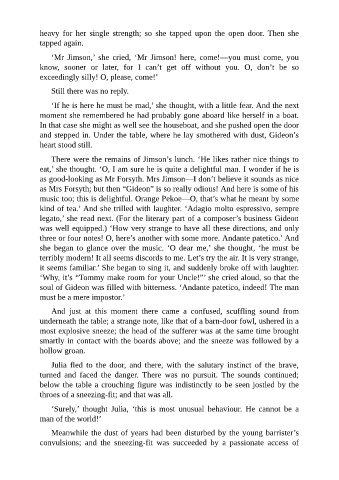 heavy for her single strength; so she tapped upon the open door. Then she
tapped again.
‘Mr Jimson,’ she cried, ‘Mr Jimson! here, come!—you must come, you
know, sooner or later, for I can’t get off without you. O, don’t be so
exceedingly silly! O, please, come!’
Still there was no reply.
‘If he is here he must be mad,’ she thought, with a little fear. And the next
moment she remembered he had probably gone aboard like herself in a boat.
In that case she might as well see the houseboat, and she pushed open the door
and stepped in. Under the table, where he lay smothered with dust, Gideon’s
heart stood still.
There were the remains of Jimson’s lunch. ‘He likes rather nice things to
eat,’ she thought. ‘O, I am sure he is quite a delightful man. I wonder if he is
as good-looking as Mr Forsyth. Mrs Jimson—I don’t believe it sounds as nice
as Mrs Forsyth; but then “Gideon” is so really odious! And here is some of his
music too; this is delightful. Orange Pekoe—O, that’s what he meant by some
kind of tea.’ And she trilled with laughter. ‘Adagio molto espressivo, sempre
legato,’ she read next. (For the literary part of a composer’s business Gideon
was well equipped.) ‘How very strange to have all these directions, and only
three or four notes! O, here’s another with some more. Andante patetico.’ And
she began to glance over the music. ‘O dear me,’ she thought, ‘he must be
terribly modern! It all seems discords to me. Let’s try the air. It is very strange,
it seems familiar.’ She began to sing it, and suddenly broke off with laughter.
‘Why, it’s “Tommy make room for your Uncle!”’ she cried aloud, so that the
soul of Gideon was filled with bitterness. ‘Andante patetico, indeed! The man
must be a mere impostor.’
And just at this moment there came a confused, scuffling sound from
underneath the table; a strange note, like that of a barn-door fowl, ushered in a
most explosive sneeze; the head of the sufferer was at the same time brought
smartly in contact with the boards above; and the sneeze was followed by a
hollow groan.
Julia fled to the door, and there, with the salutary instinct of the brave,
turned and faced the danger. There was no pursuit. The sounds continued;
below the table a crouching figure was indistinctly to be seen jostled by the
throes of a sneezing-fit; and that was all.
‘Surely,’ thought Julia, ‘this is most unusual behaviour. He cannot be a
man of the world!’
Meanwhile the dust of years had been disturbed by the young barrister’s
convulsions; and the sneezing-fit was succeeded by a passionate access of